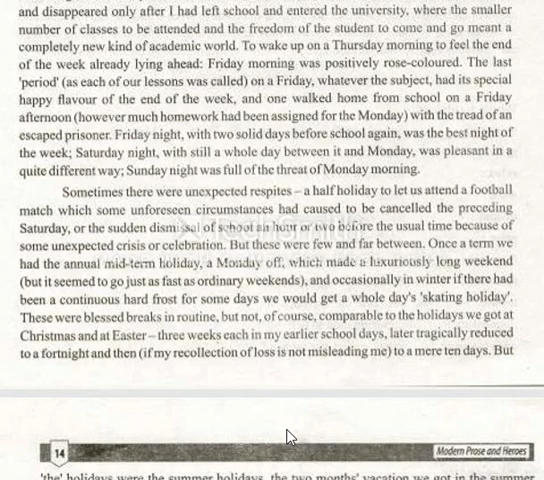 and disappeared only after I had left school and entered the university, where the smaller
number of classes to be attended and the freedom of the student to come and go meant a
completely new kind of academic world. To wake up on a Thursday morning to feel the end
of the week already lying ahead: Friday morning was positively rose-coloured. The last
'period' (as each of our lessons was called) on a Friday, whatever the subject, had its special
happy flavour of the end of the week, and one walked home from school on a Friday
afternoon (however much homework had been assigned for the Monday) with the tread of an
escaped prisoner. Friday night, with two solid days before school again, was the best night of
the week; Saturday night, with still a whole day between it and Monday, was pleasant in a
quite different way; Sunday night was full of the threat of Monday morning.
Sometimes there were unexpected respites – a half holiday to let us attend a football
match which some unforeseen circumstances had caused to be cancelled the preceding
Saturday, or the sudden dismissal of school an hour or two before the usual time because of
some unexpected crisis or celebration. But these were few and far between. Once a term we
had the annual mid-term holiday, a Monday off, which made a luxuriously long weekend
(but it seemed to go just as fast as ordinary weekends), and occasionally in winter if there had
been a continuous hard frost for some days we would get a whole day's 'skating holiday'.
These were blessed breaks in routine, but not, of course, comparable to the holidays we got at
Christmas and at Easter – three weeks each in my earlier school days, later tragically reduced
to a fortnight and then (if my recollection of loss is not misleading me) to a mere ten days. But
14 Modern Prose and Heroes
'the' holidays were the summer holidays, the two months' vacation we got in the summer